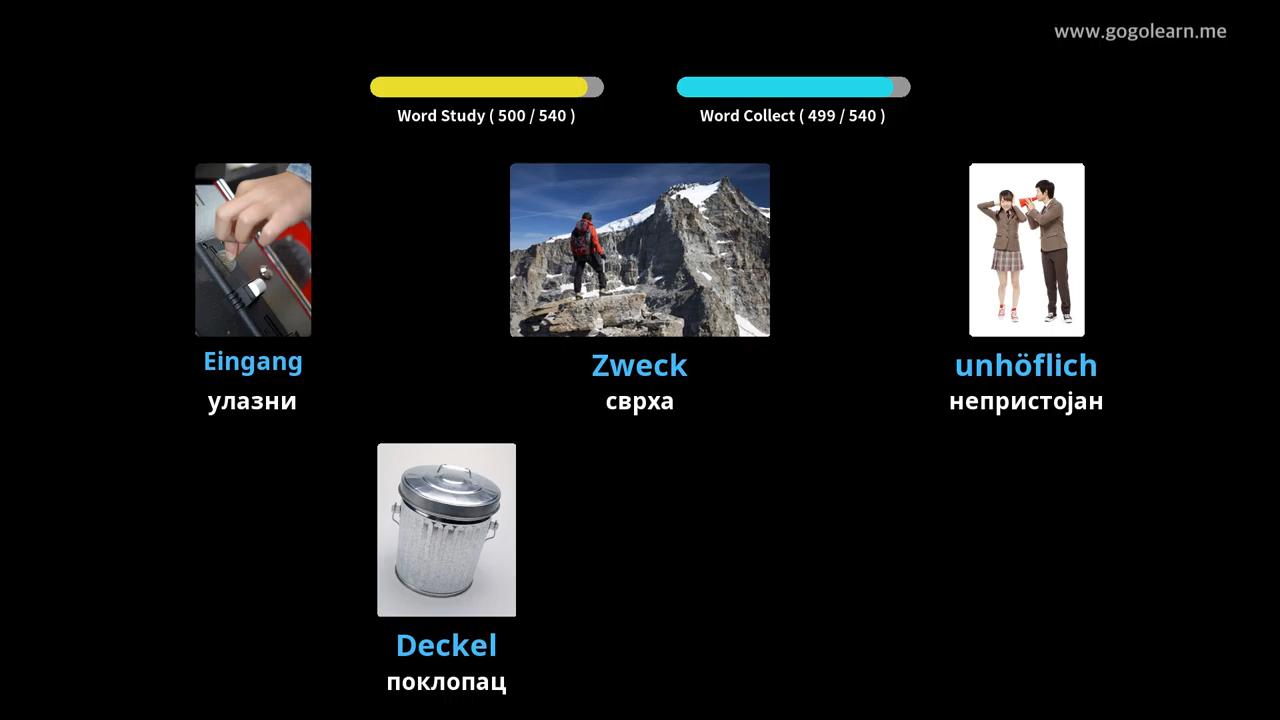 www.gogolearn.me
Word Study ( 500 / 540 )
Word Collect ( 499 / 540 )
Eingang
улазни
Zweck
сврха
unhöflich
непристојан
Deckel
поклопац